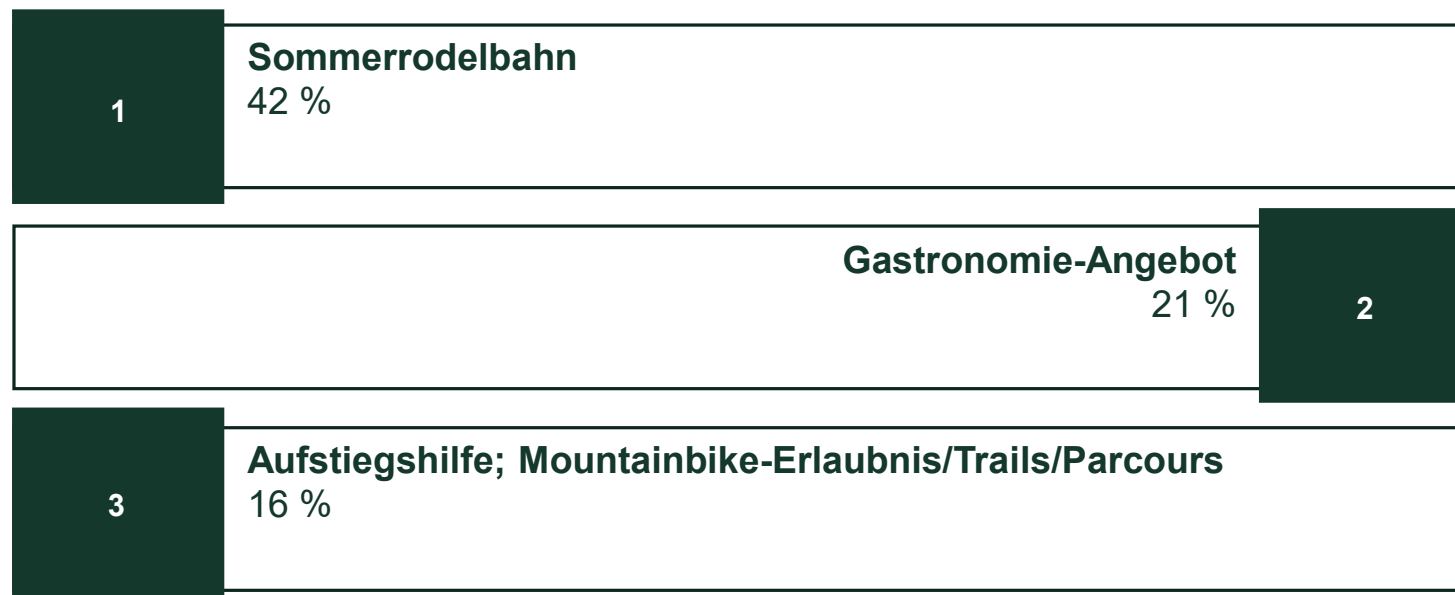 1
Sommerrodelbahn
42 %
Gastronomie-Angebot
21 %
2
3
Aufstiegshilfe; Mountainbike-Erlaubnis/Trails/Parcours
16 %